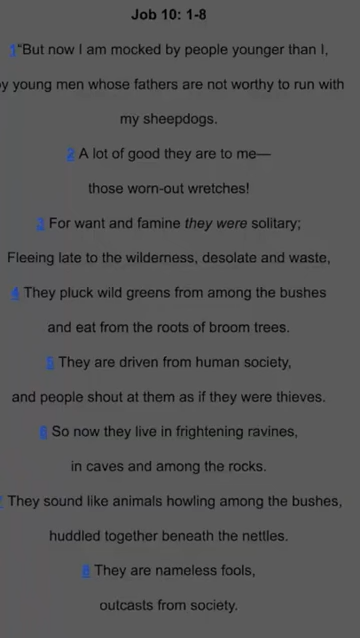 Job 10: 1-8
1"But now I am mocked by people younger than I,
by young men whose fathers are not worthy to run with
my sheepdogs.
2 A lot of good they are to me—
those worn-out wretches!
3 For want and famine they were solitary;
Fleeing late to the wilderness, desolate and waste,
4 They pluck wild greens from among the bushes
and eat from the roots of broom trees.
5 They are driven from human society,
and people shout at them as if they were thieves.
6 So now they live in frightening ravines,
in caves and among the rocks.
7 They sound like animals howling among the bushes,
huddled together beneath the nettles.
8 They are nameless fools,
outcasts from society.